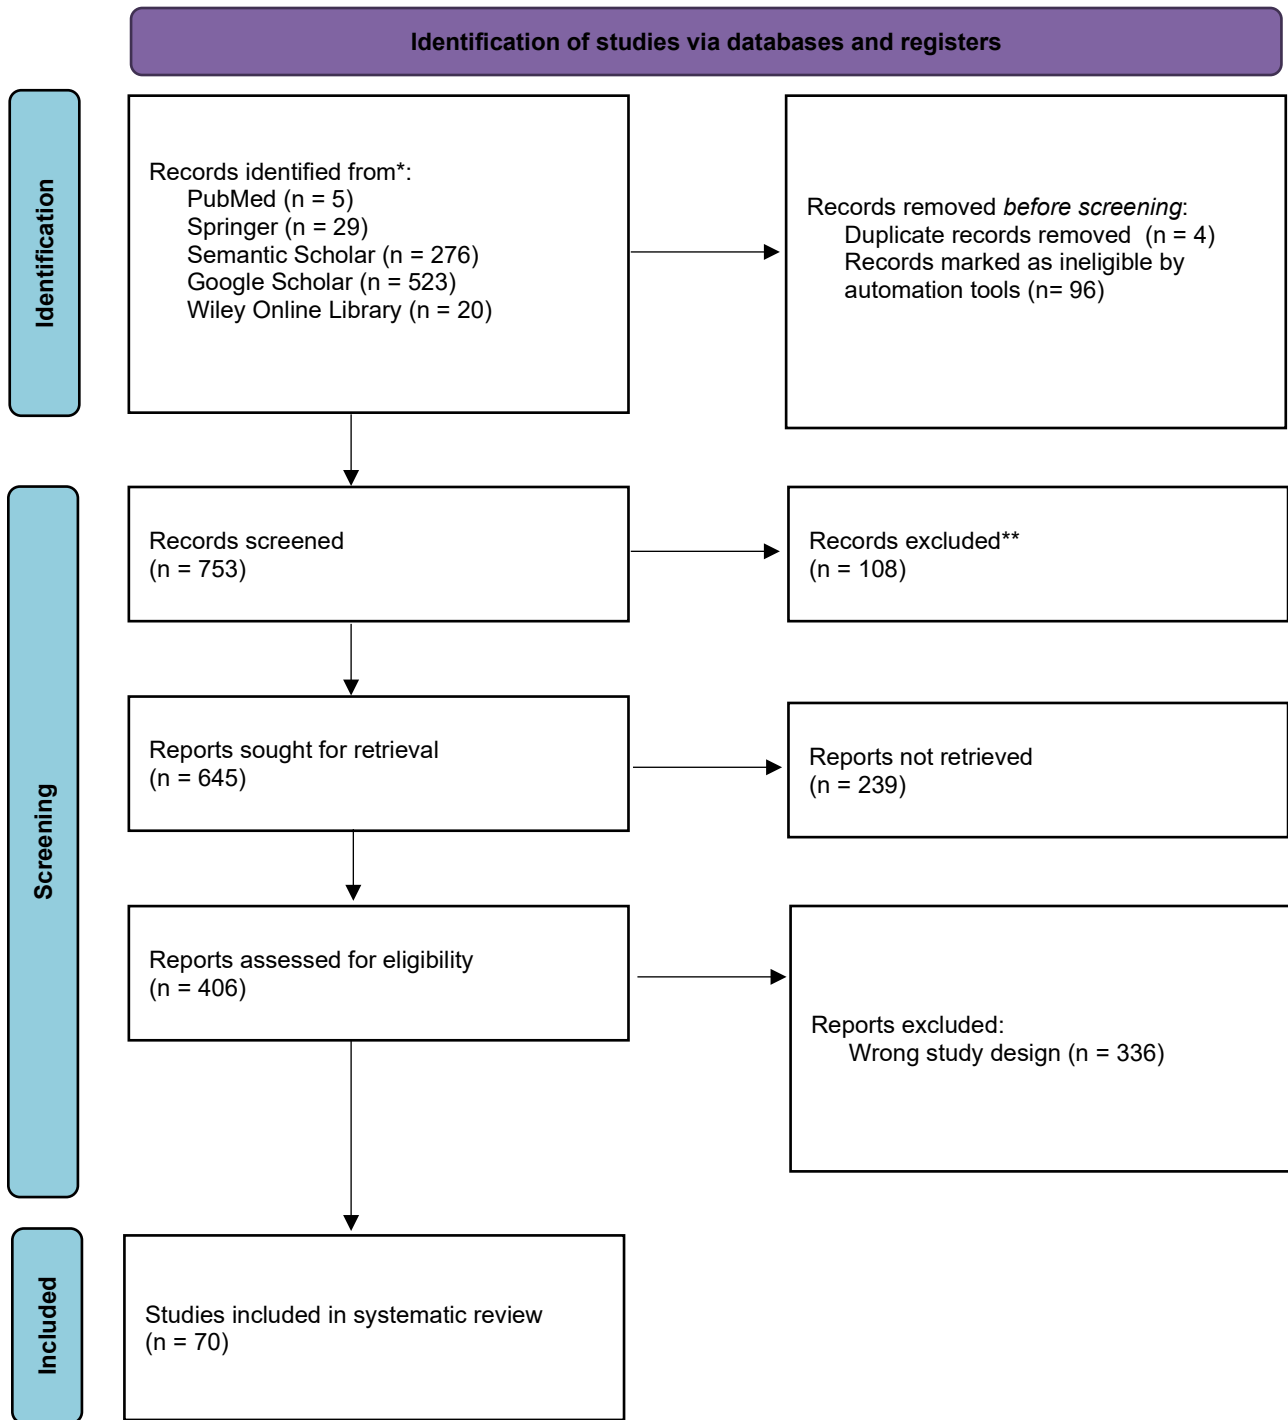 Identification of studies via databases and registers
Identification
Records identified from*:
PubMed (n = 5)
Springer (n = 29)
Semantic Scholar (n = 276)
Google Scholar (n = 523)
Wiley Online Library (n = 20)
Records removed before screening:
Duplicate records removed (n = 4)
Records marked as ineligible by
automation tools (n= 96)
Screening
Records screened
(n = 753)
Records excluded**
(n = 108)
Reports sought for retrieval
(n = 645)
Reports not retrieved
(n = 239)
Reports assessed for eligibility
(n = 406)
Reports excluded:
Wrong study design (n = 336)
Included
Studies included in systematic review
(n = 70)